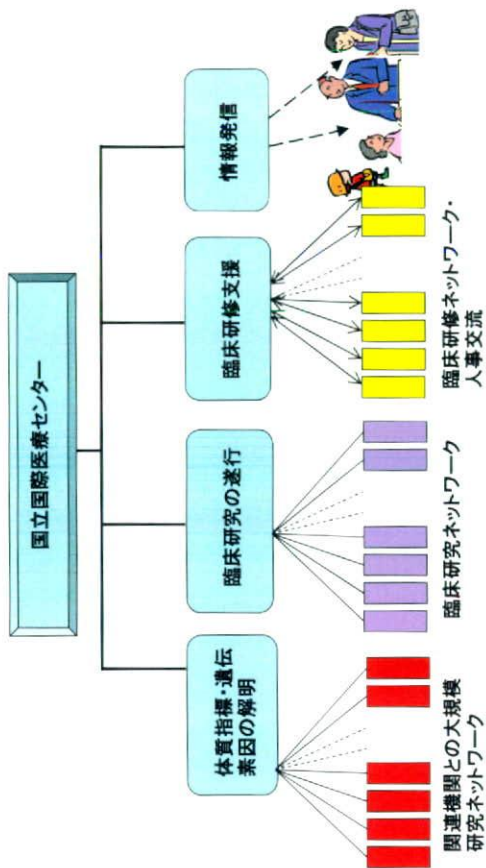 国立国際医療センター
体質指標・遺伝
素因の解明
臨床研究の遂行
臨床研修支援
情報発信
関連機関との大規模
研究ネットワーク
臨床研究ネットワーク
臨床研修ネットワーク・
人事交流